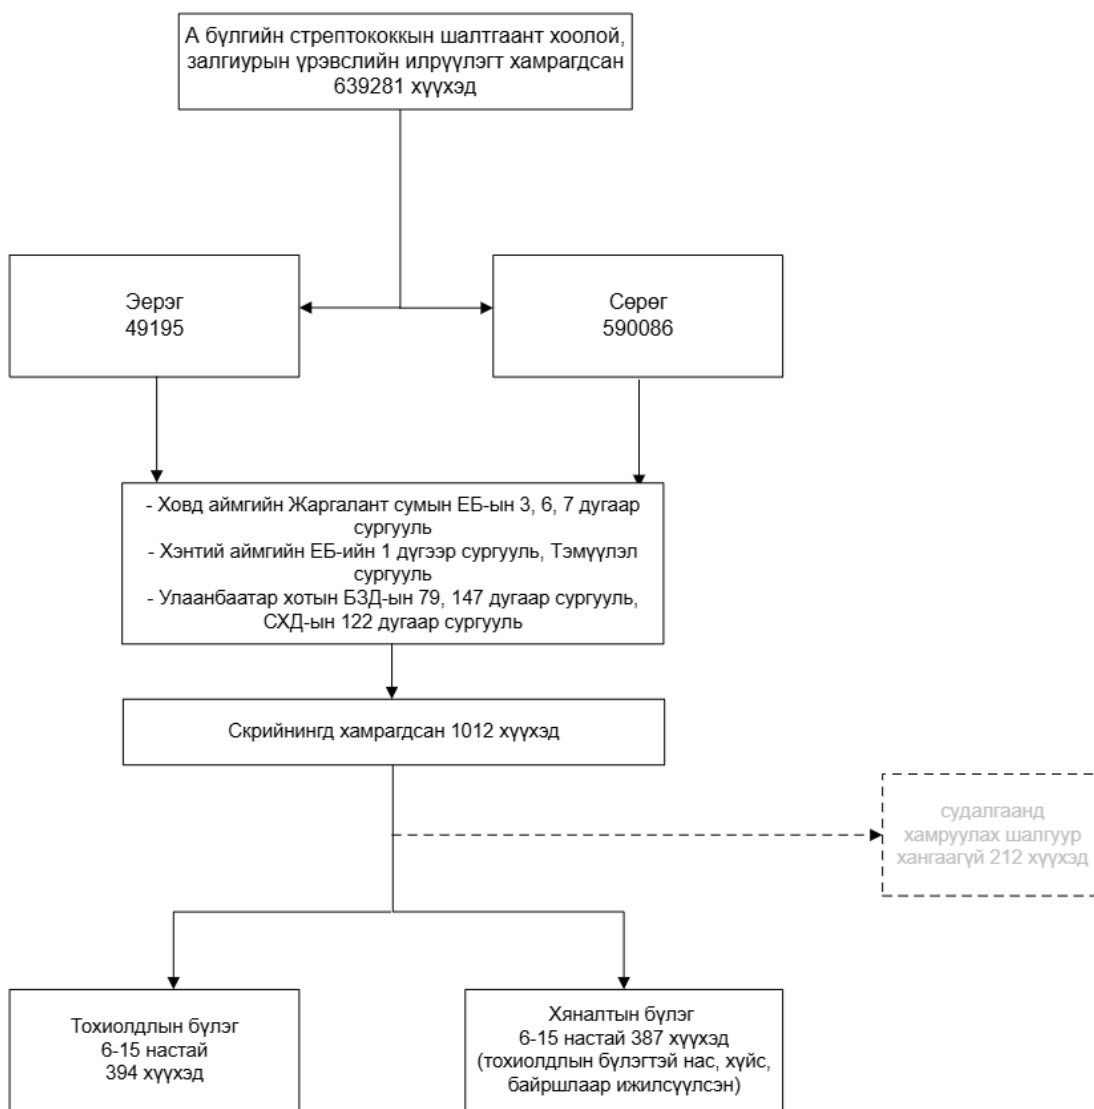 А бүлгийн стрептококкын шалтгаант хоолой,
залгиурын үрэвслийн илрүүлэгт хамрагдсан
639281 хүүхэд
Эерэг
49195
Сөрөг
590086
- Ховд аймгийн Жаргалант сумын ЕБ-ын 3, 6, 7 дугаар
сургууль
- Хэнтий аймгийн ЕБ-ийн 1 дүгээр сургууль, Тэмүүлэл
сургууль
- Улаанбаатар хотын БЗД-ын 79, 147 дугаар сургууль,
СХД-ын 122 дугаар сургууль
Скрийнингд хамрагдсан 1012 хүүхэд
судалгаанд
хамруулах шалгуур
хангаагүй 212 хүүхэд
Тохиолдлын бүлэг
6-15 настай
394 хүүхэд
Хяналтын бүлэг
6-15 настай 387 хүүхэд
(тохиолдлын бүлэгтэй нас, хүйс,
байршлаар ижилсүүлсэн)